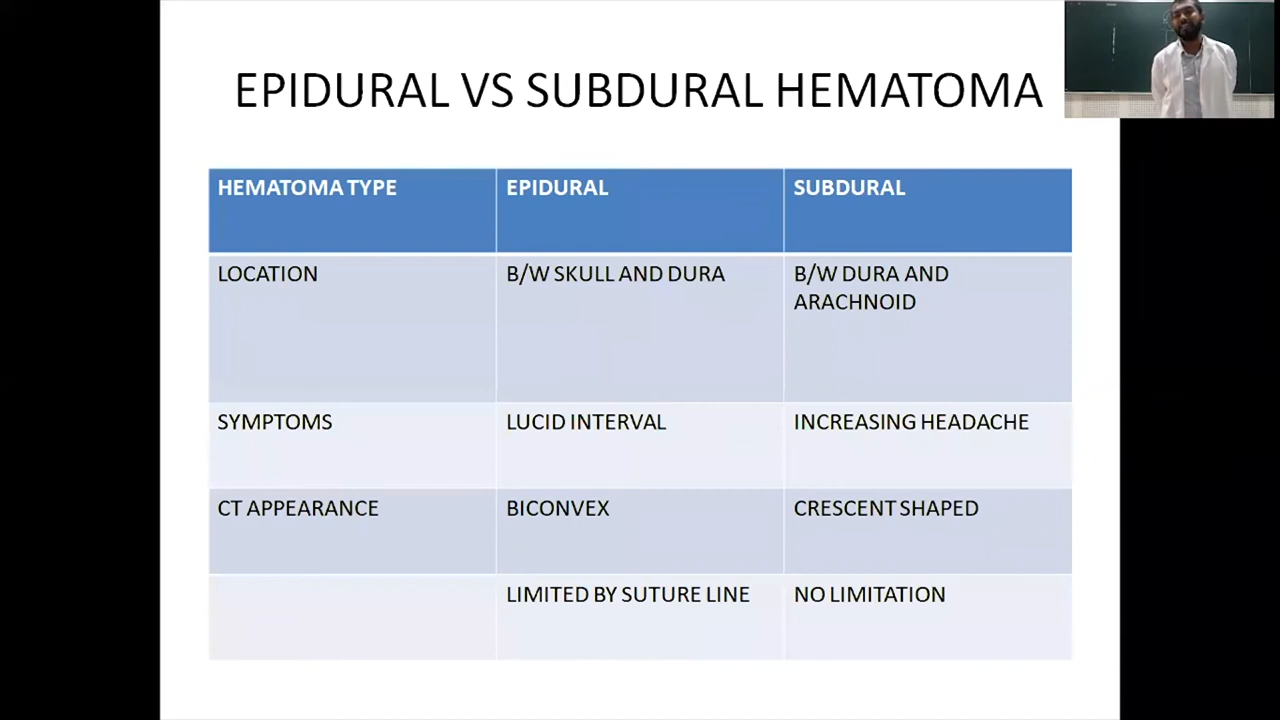 EPIDURAL VS SUBDURAL HEMATOMA
HEMATOMA TYPE
EPIDURAL
SUBDURAL
LOCATION
B/W SKULL AND DURA
B/W DURA AND
ARACHNOID
SYMPTOMS
LUCID INTERVAL
INCREASING HEADACHE
CT APPEARANCE
BICONVEX
CRESCENT SHAPED
LIMITED BY SUTURE LINE
NO LIMITATION